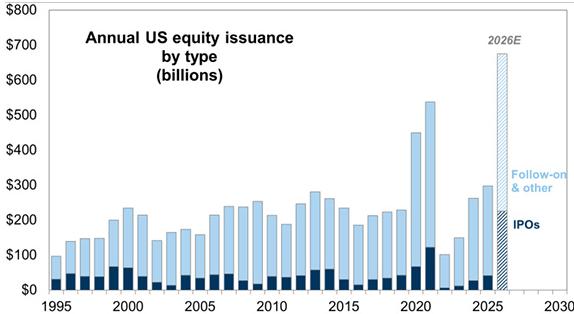 Annual US equity issuance
by type
(billions)
$800
$700
$600
$500
$400
$300
$200
$100
$0
2026E
Follow-on
& other
IPOs
1995
2000
2005
2010
2015
2020
2025
2030